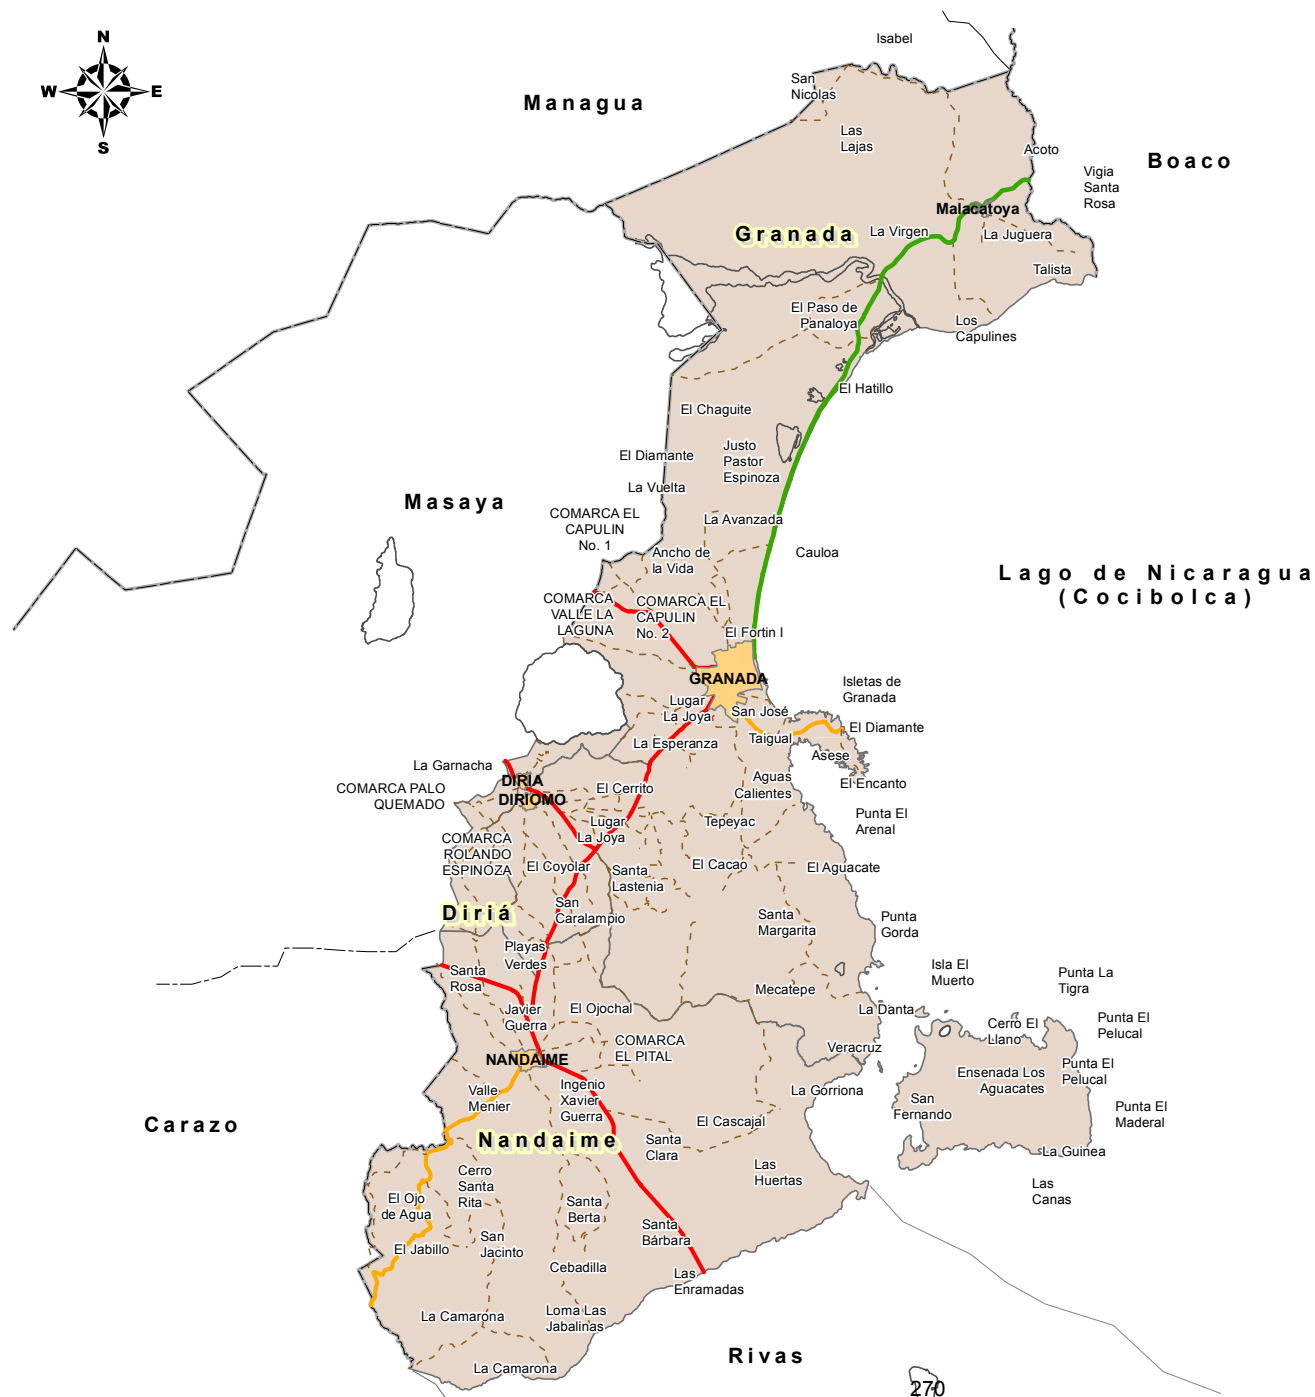 N
W
E
S
Isabel
Managua
San
Nicolas
Las
Lajas
Acoto
Boaco
Vigia
Santa
Rosa
Malacatoya
Granada
La Virgen
La Juguera
Talista
El Paso de
Panaloya
Los
Capulines
El Hatillo
El Chaguite
El Diamante
Justo
Pastor
Espinoza
La Vuelta
Masaya
COMARCA EL
CAPULIN
No. 1
La Avanzada
Ancho de
la Vida
Cauloa
Lago de Nicaragua
(Cocibolca)
COMARCA
VALLE LA
LAGUNA
COMARCA EL
CAPULIN
No. 2
El Fortin I
GRANADA
Isletas de
Granada
Lugar
La Joya
San José
El Diamante
La Esperanza
Taigual
Asese
La Garnacha
DIRIA
El Encanto
Aguas
Calientes
COMARCA PALO
QUEMADO
DIRIOMO
El Cerrito
Punta El
Arenal
Lugar
La Joya
Tepeyac
COMARCA
ROLANDO
ESPINOZA
El Coyolar
Santa
Lastenia
El Cacao
El Aguacate
Diriá
San
Caralampio
Santa
Margarita
Punta
Gorda
Playas
Verdes
Santa
Rosa
Isla El
Muerto
Punta La
Tigra
Mecatepe
Javier
Guerra
El Ojochal
La Danta
Cerro El
Llano
Punta El
Pelucal
COMARCA
EL PITAL
Veracruz
NANDAIME
Ensenada Los
Aguacates
Punta El
Pelucal
Valle
Menier
Ingenio
Xavier
Guerra
La Gorriona
San
Fernando
Punta El
Maderal
Carazo
El Cascajal
Nandaime
Santa
Clara
La Guinea
Las
Huertas
Cerro
Santa
Rita
Las
Canas
El Ojo
de Agua
Santa
Berta
Santa
Bárbara
San
Jacinto
El Jabillo
Cebadilla
Las
Enramadas
La Camarona
Loma Las
Jabalinas
Rivas
La Camarona
270